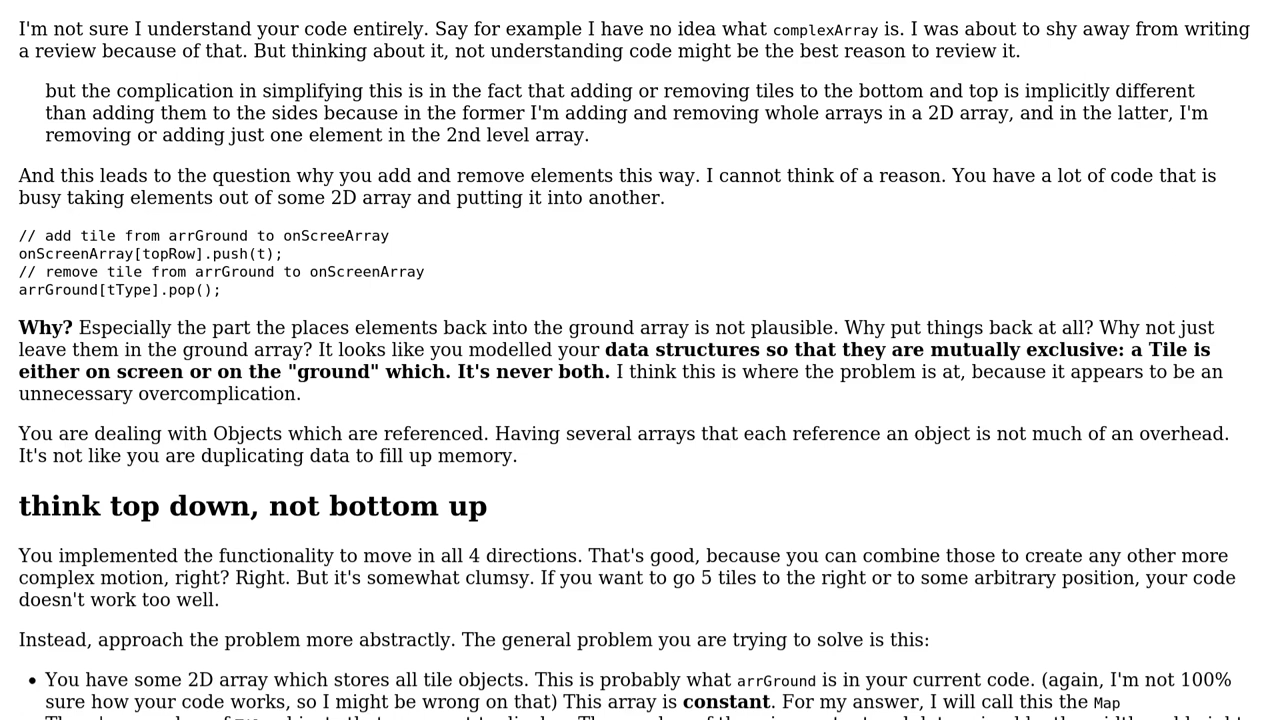 I'm not sure I understand your code entirely. Say for example I have no idea what complexArray is. I was about to shy away from writing
a review because of that. But thinking about it, not understanding code might be the best reason to review it.
but the complication in simplifying this is in the fact that adding or removing tiles to the bottom and top is implicitly different
than adding them to the sides because in the former I'm adding and removing whole arrays in a 2D array, and in the latter, I'm
removing or adding just one element in the 2nd level array.
And this leads to the question why you add and remove elements this way. I cannot think of a reason. You have a lot of code that is
busy taking elements out of some 2D array and putting it into another.
// add tile from arrGround to onScreeArray
onScreenArray[topRow].push(t);
// remove tile from arrGround to onScreenArray
arrGround[tType].pop();
Why? Especially the part the places elements back into the ground array is not plausible. Why put things back at all? Why not just
leave them in the ground array? It looks like you modelled your data structures so that they are mutually exclusive: a Tile is
either on screen or on the "ground" which. It's never both. I think this is where the problem is at, because it appears to be an
unnecessary overcomplication.
You are dealing with Objects which are referenced. Having several arrays that each reference an object is not much of an overhead.
It's not like you are duplicating data to fill up memory.
think top down, not bottom up
You implemented the functionality to move in all 4 directions. That's good, because you can combine those to create any other more
complex motion, right? Right. But it's somewhat clumsy. If you want to go 5 tiles to the right or to some arbitrary position, your code
doesn't work too well.
Instead, approach the problem more abstractly. The general problem you are trying to solve is this:
• You have some 2D array which stores all tile objects. This is probably what arrGround is in your current code. (again, I'm not 100%
sure how your code works, so I might be wrong on that) This array is constant. For my answer, I will call this the Map